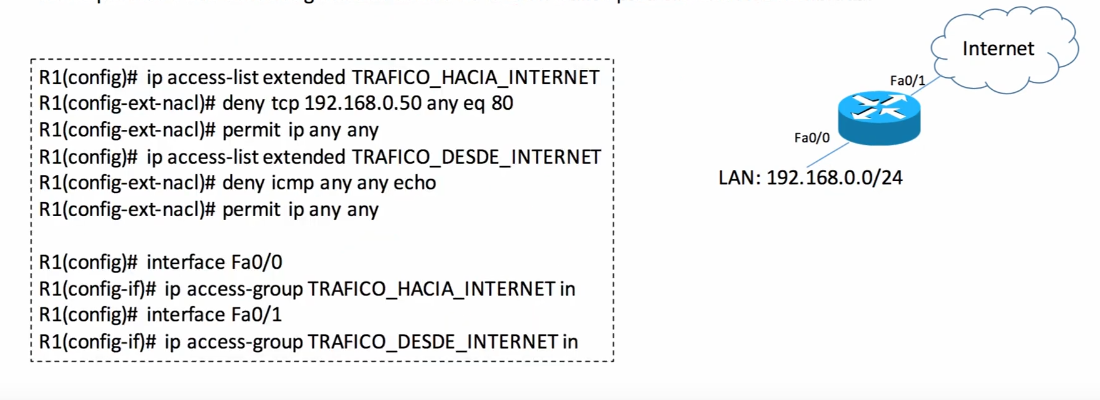 R1(config)# ip access-list extended TRAFICO_HACIA_INTERNET
R1(config-ext-nacl)# deny tcp 192.168.0.50 any eq 80
R1(config-ext-nacl)# permit ip any any
R1(config)# ip access-list extended TRAFICO_DESDE_INTERNET
R1(config-ext-nacl)# deny icmp any any echo
R1(config-ext-nacl)# permit ip any any
R1(config)# interface Fa0/0
R1(config-if)# ip access-group TRAFICO_HACIA_INTERNET in
R1(config)# interface Fa0/1
R1(config-if)# ip access-group TRAFICO_DESDE_INTERNET in
Internet
Fa0/1
Fa0/0
LAN: 192.168.0.0/24